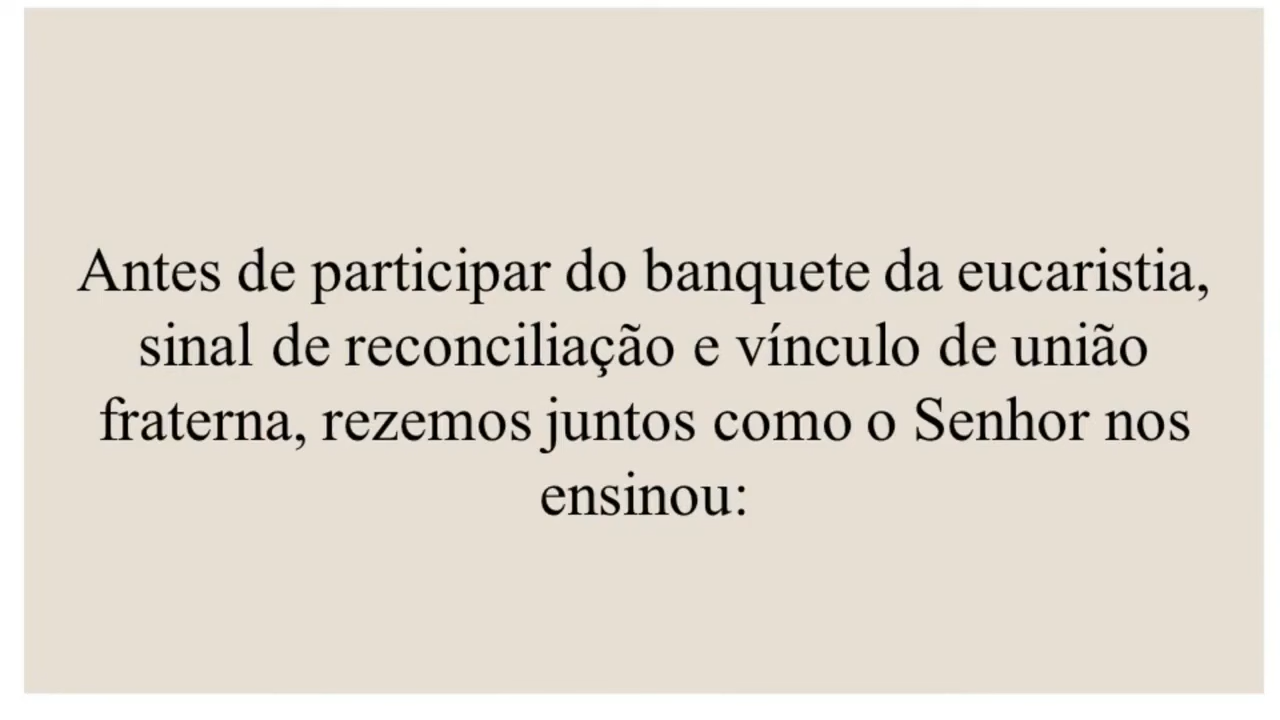 Antes de participar do banquete da eucaristia,
sinal de reconciliação e vínculo de união
fraterna, rezemos juntos como o Senhor nos
ensinou: